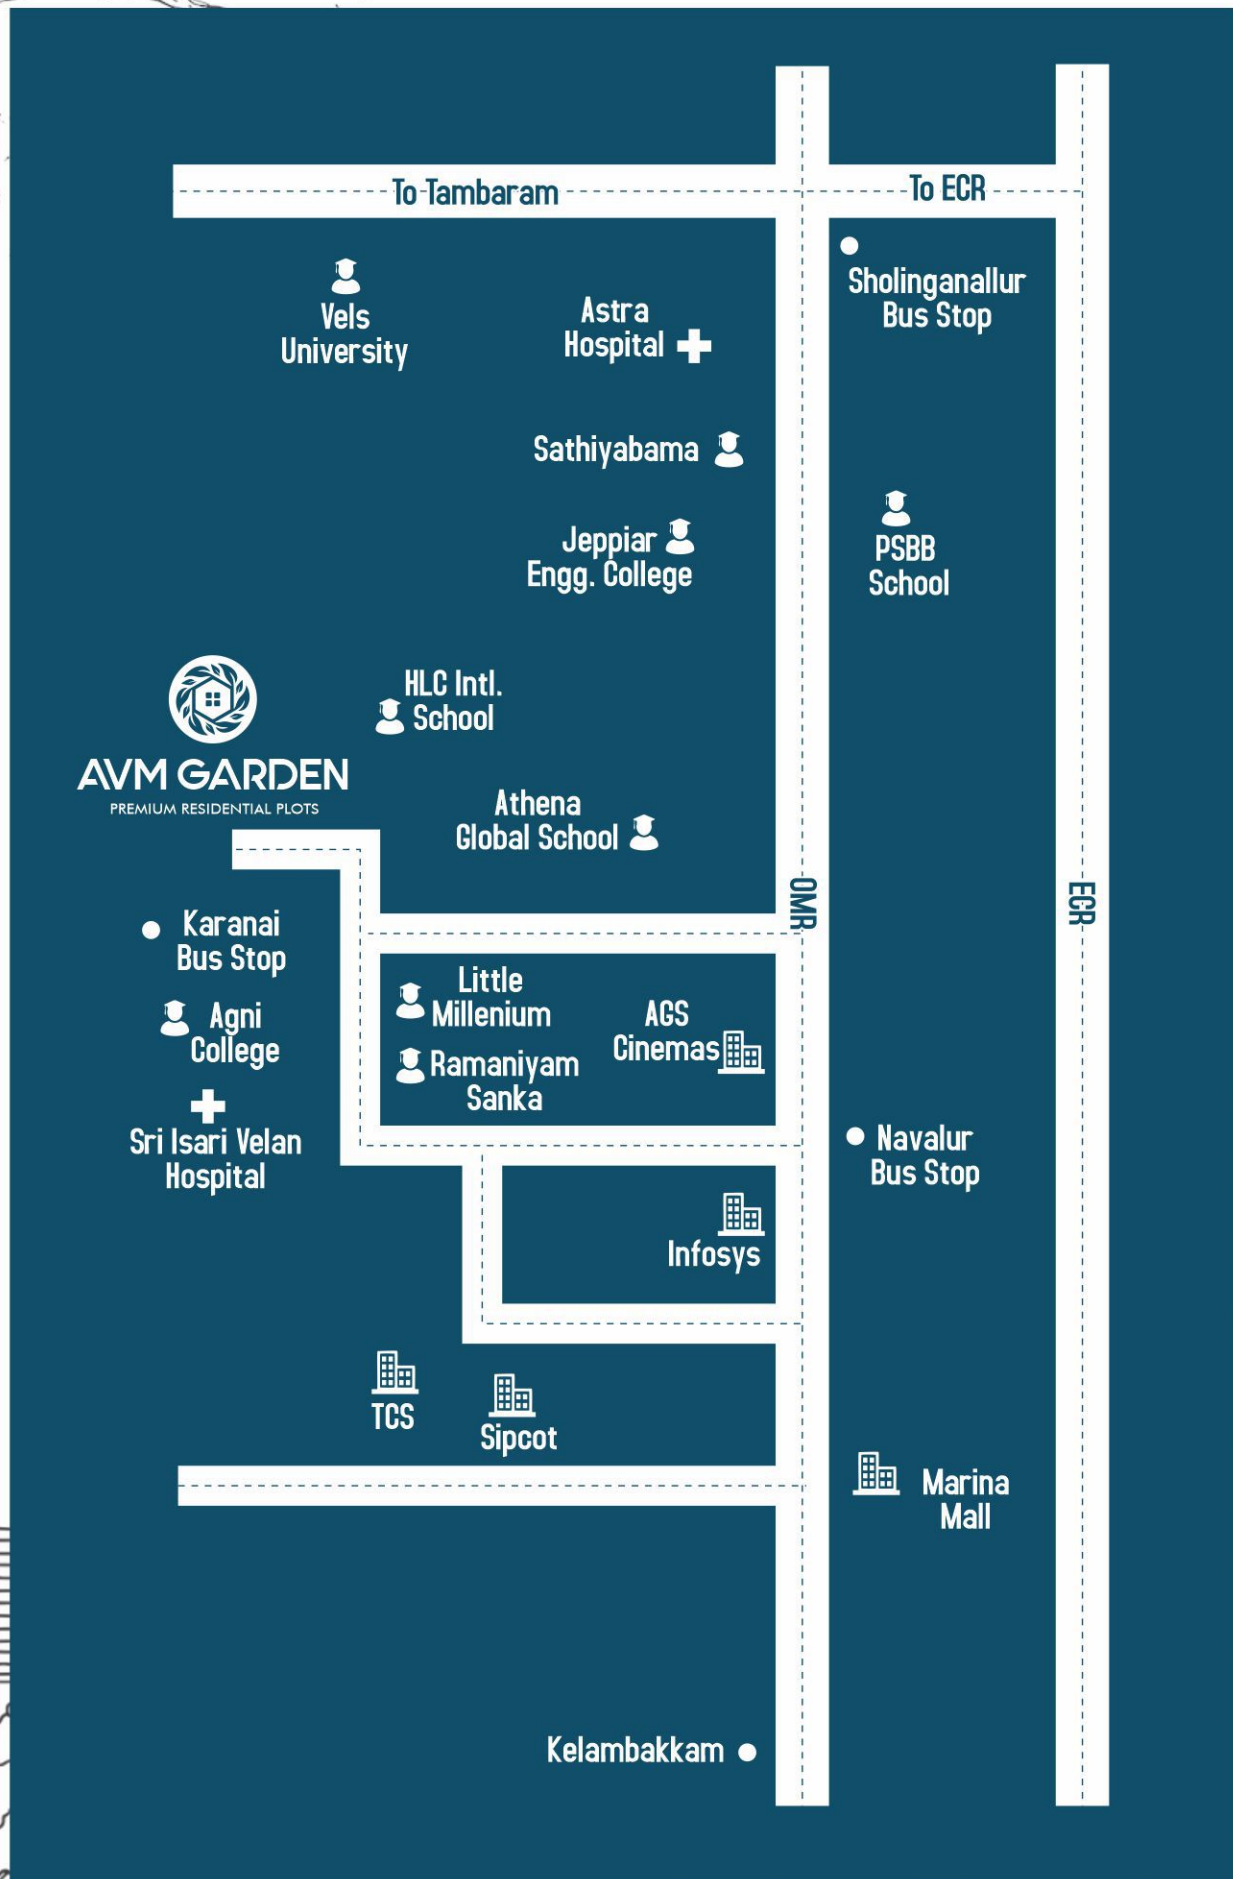 To Tambaram
To ECR
Sholinganallur
Bus Stop
Vels
University
Astra
Hospital
Sathiyabama
Jeppiar
Engg. College
PSBB
School
HLC Intl.
School
AVM GARDEN
PREMIUM RESIDENTIAL PLOTS
Athena
Global School
OMR
ECR
Karanai
Bus Stop
Agni
College
Sri Isari Velan
Hospital
Little
Millenium
Ramaniyam
Sanka
AGS
Cinemas
Navalur
Bus Stop
Infosys
TCS
Sipcot
Marina
Mall
Kelambakkam